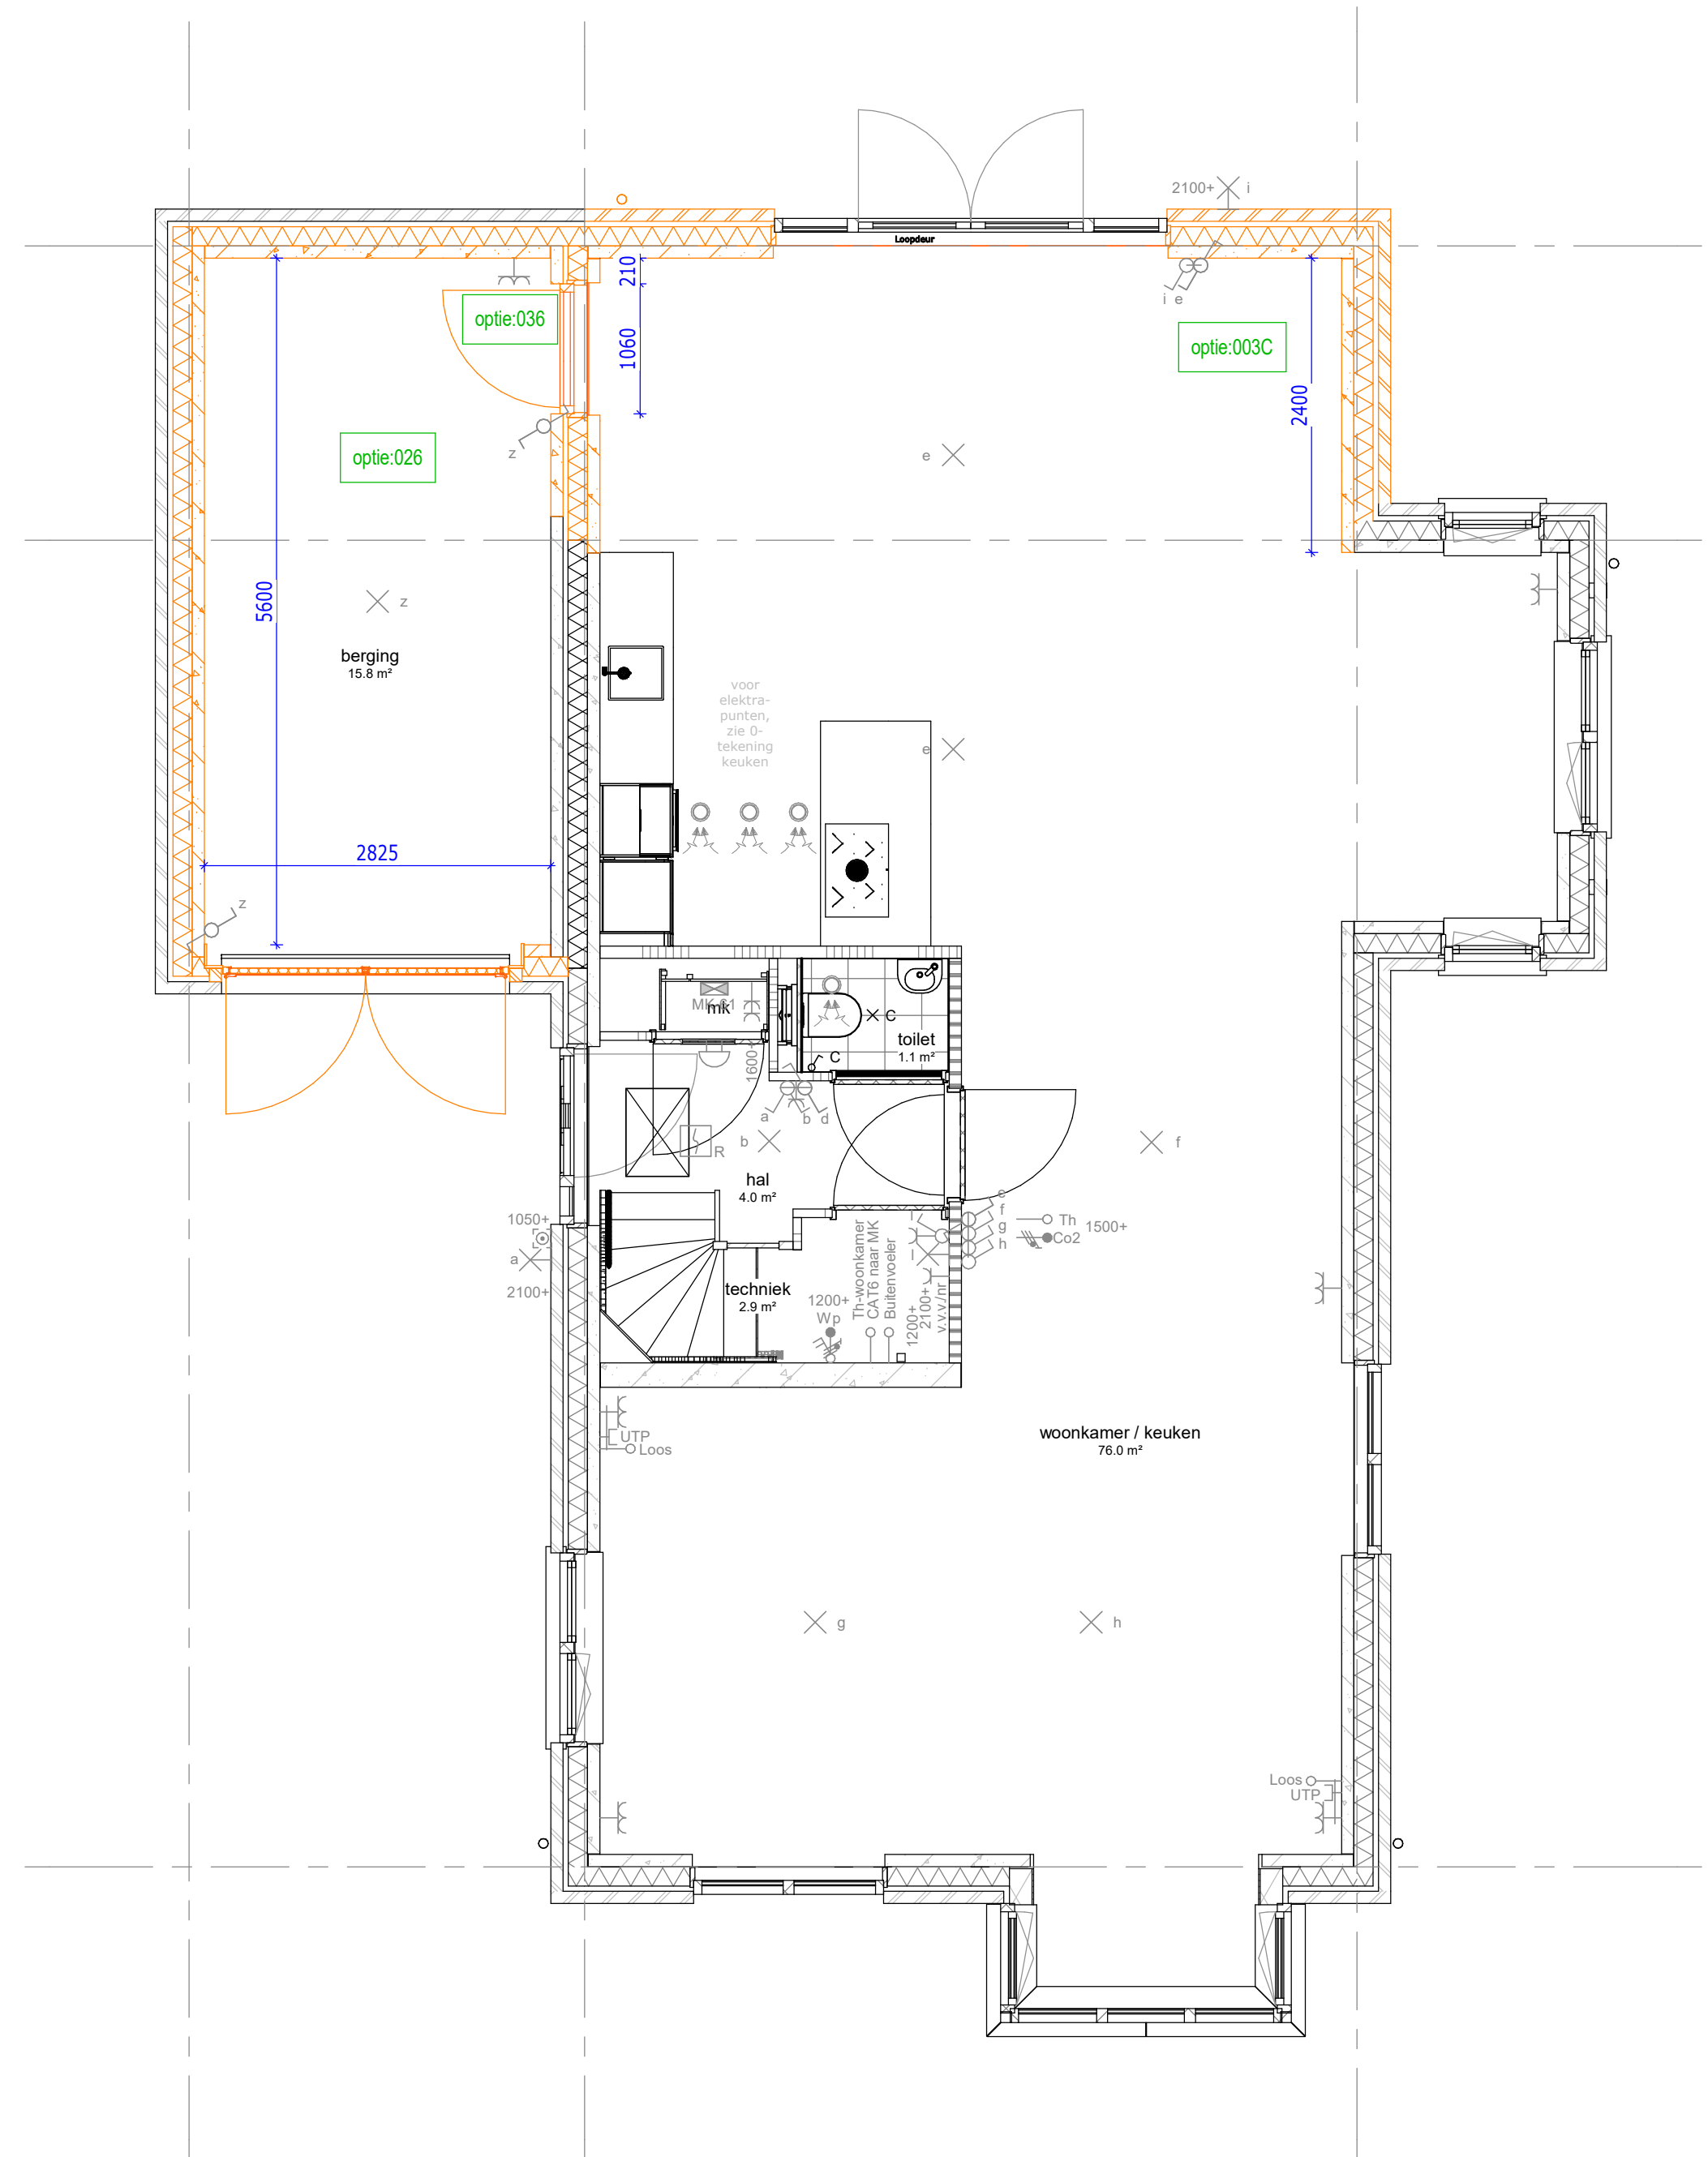 2100+ i
Loopdeur
i e
210
1060
optie:036
optie:003C
2400
z
optie:026
e
5600
z
berging
15.8 m²
voor
elektra-
punten,
zie 0-
tekening
keuken
e
2825
z
mk
C
toilet
1.1 m²
C
1600+
a b d
b
R
f
hal
4.0 m²
e
f
g
h
Th
Co2
1500+
1050+
a
2100+
techniek
2.9 m²
1200+
Wp
Th-woonkamer
CAT6 naar MK
Buitenvoeler
1200+
2100+
v.v./nr
UTP
Loos
woonkamer / keuken
76.0 m²
g
h
Loos
UTP